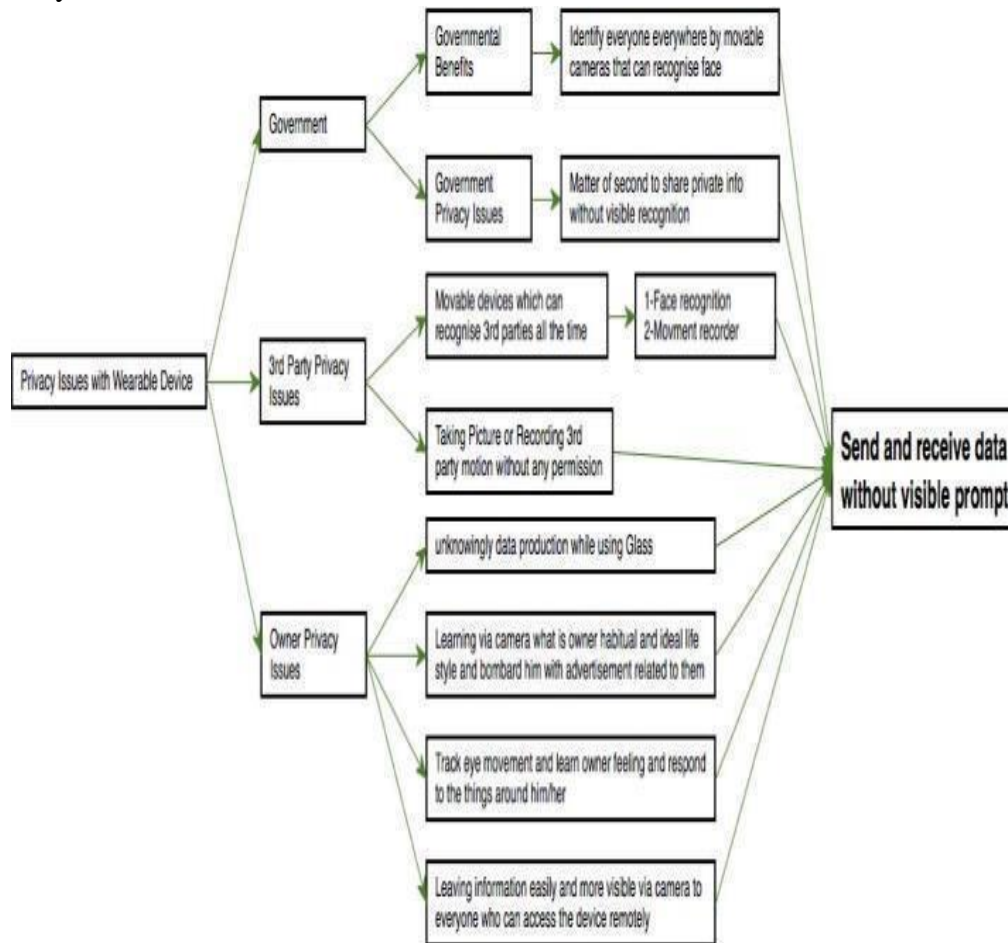 Governmental
Benefits
Identify everyone everywhere by movable
cameras that can recognise face
Government
Government
Privacy Issues
Matter of second to share private info
without visible recognition
Movable devices which can
recognise 3rd parties all the time
1-Face recognition
2-Movment recorder
Privacy Issues with Wearable Device
3rd Party Privacy
Issues
Taking Picture or Recording 3rd
party motion without any permission
Send and receive data
without visible prompt
unknowingly data production while using Glass
Owner Privacy
Issues
Learning via camera what is owner habitual and ideal life
style and bombard him with advertisement related to them
Track eye movement and learn owner feeling and respond
to the things around him/her
Leaving information easily and more visible via camera to
everyone who can access the device remotely